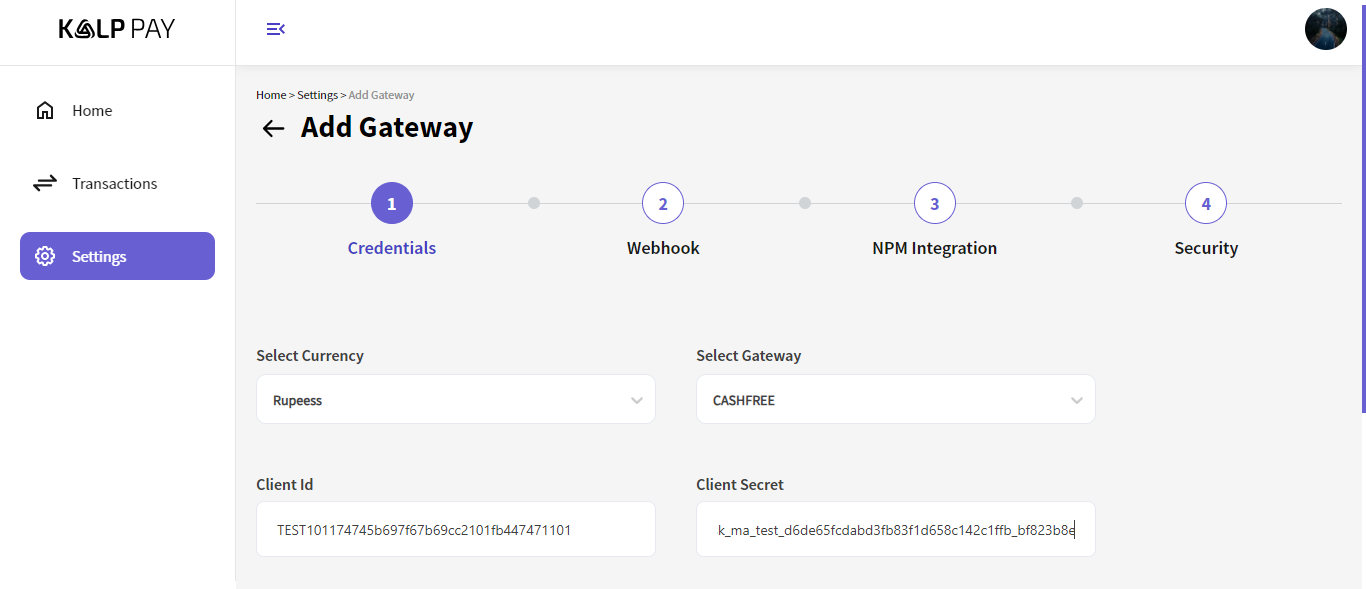 KALP PAY
Home
Transactions
Settings
Home > Settings > Add Gateway
Add Gateway
1
2
3
4
Credentials
Webhook
NPM Integration
Security
Select Currency
Select Gateway
Rupeess
CASHFREE
Client Id
Client Secret
TEST101174745b697f67b69cc2101fb447471101
k_ma_test_d6de65fcdabd3fb83f1d658c142c1ffb_bf823b8e